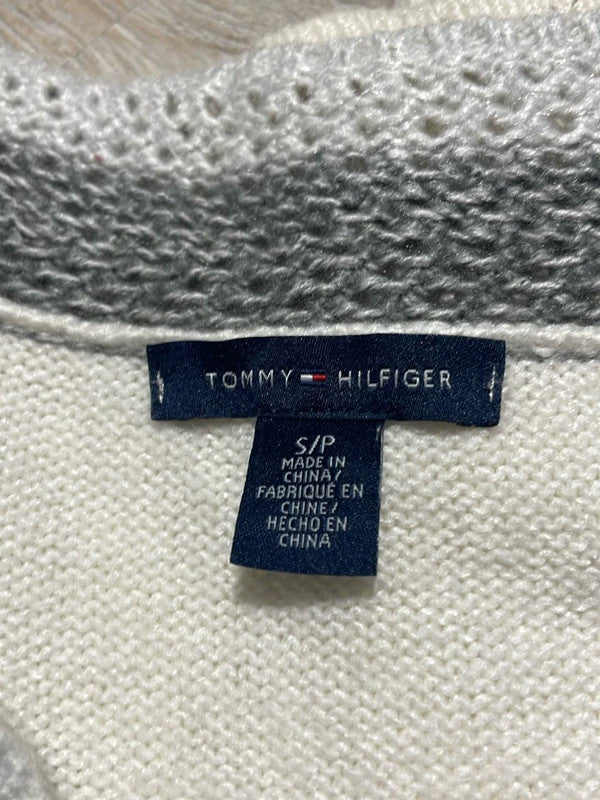 TOMMY HILFIGER
S/P
MADE IN
CHINA/
FABRIQUÉ EN
CHINE/
HECHO EN
CHINA